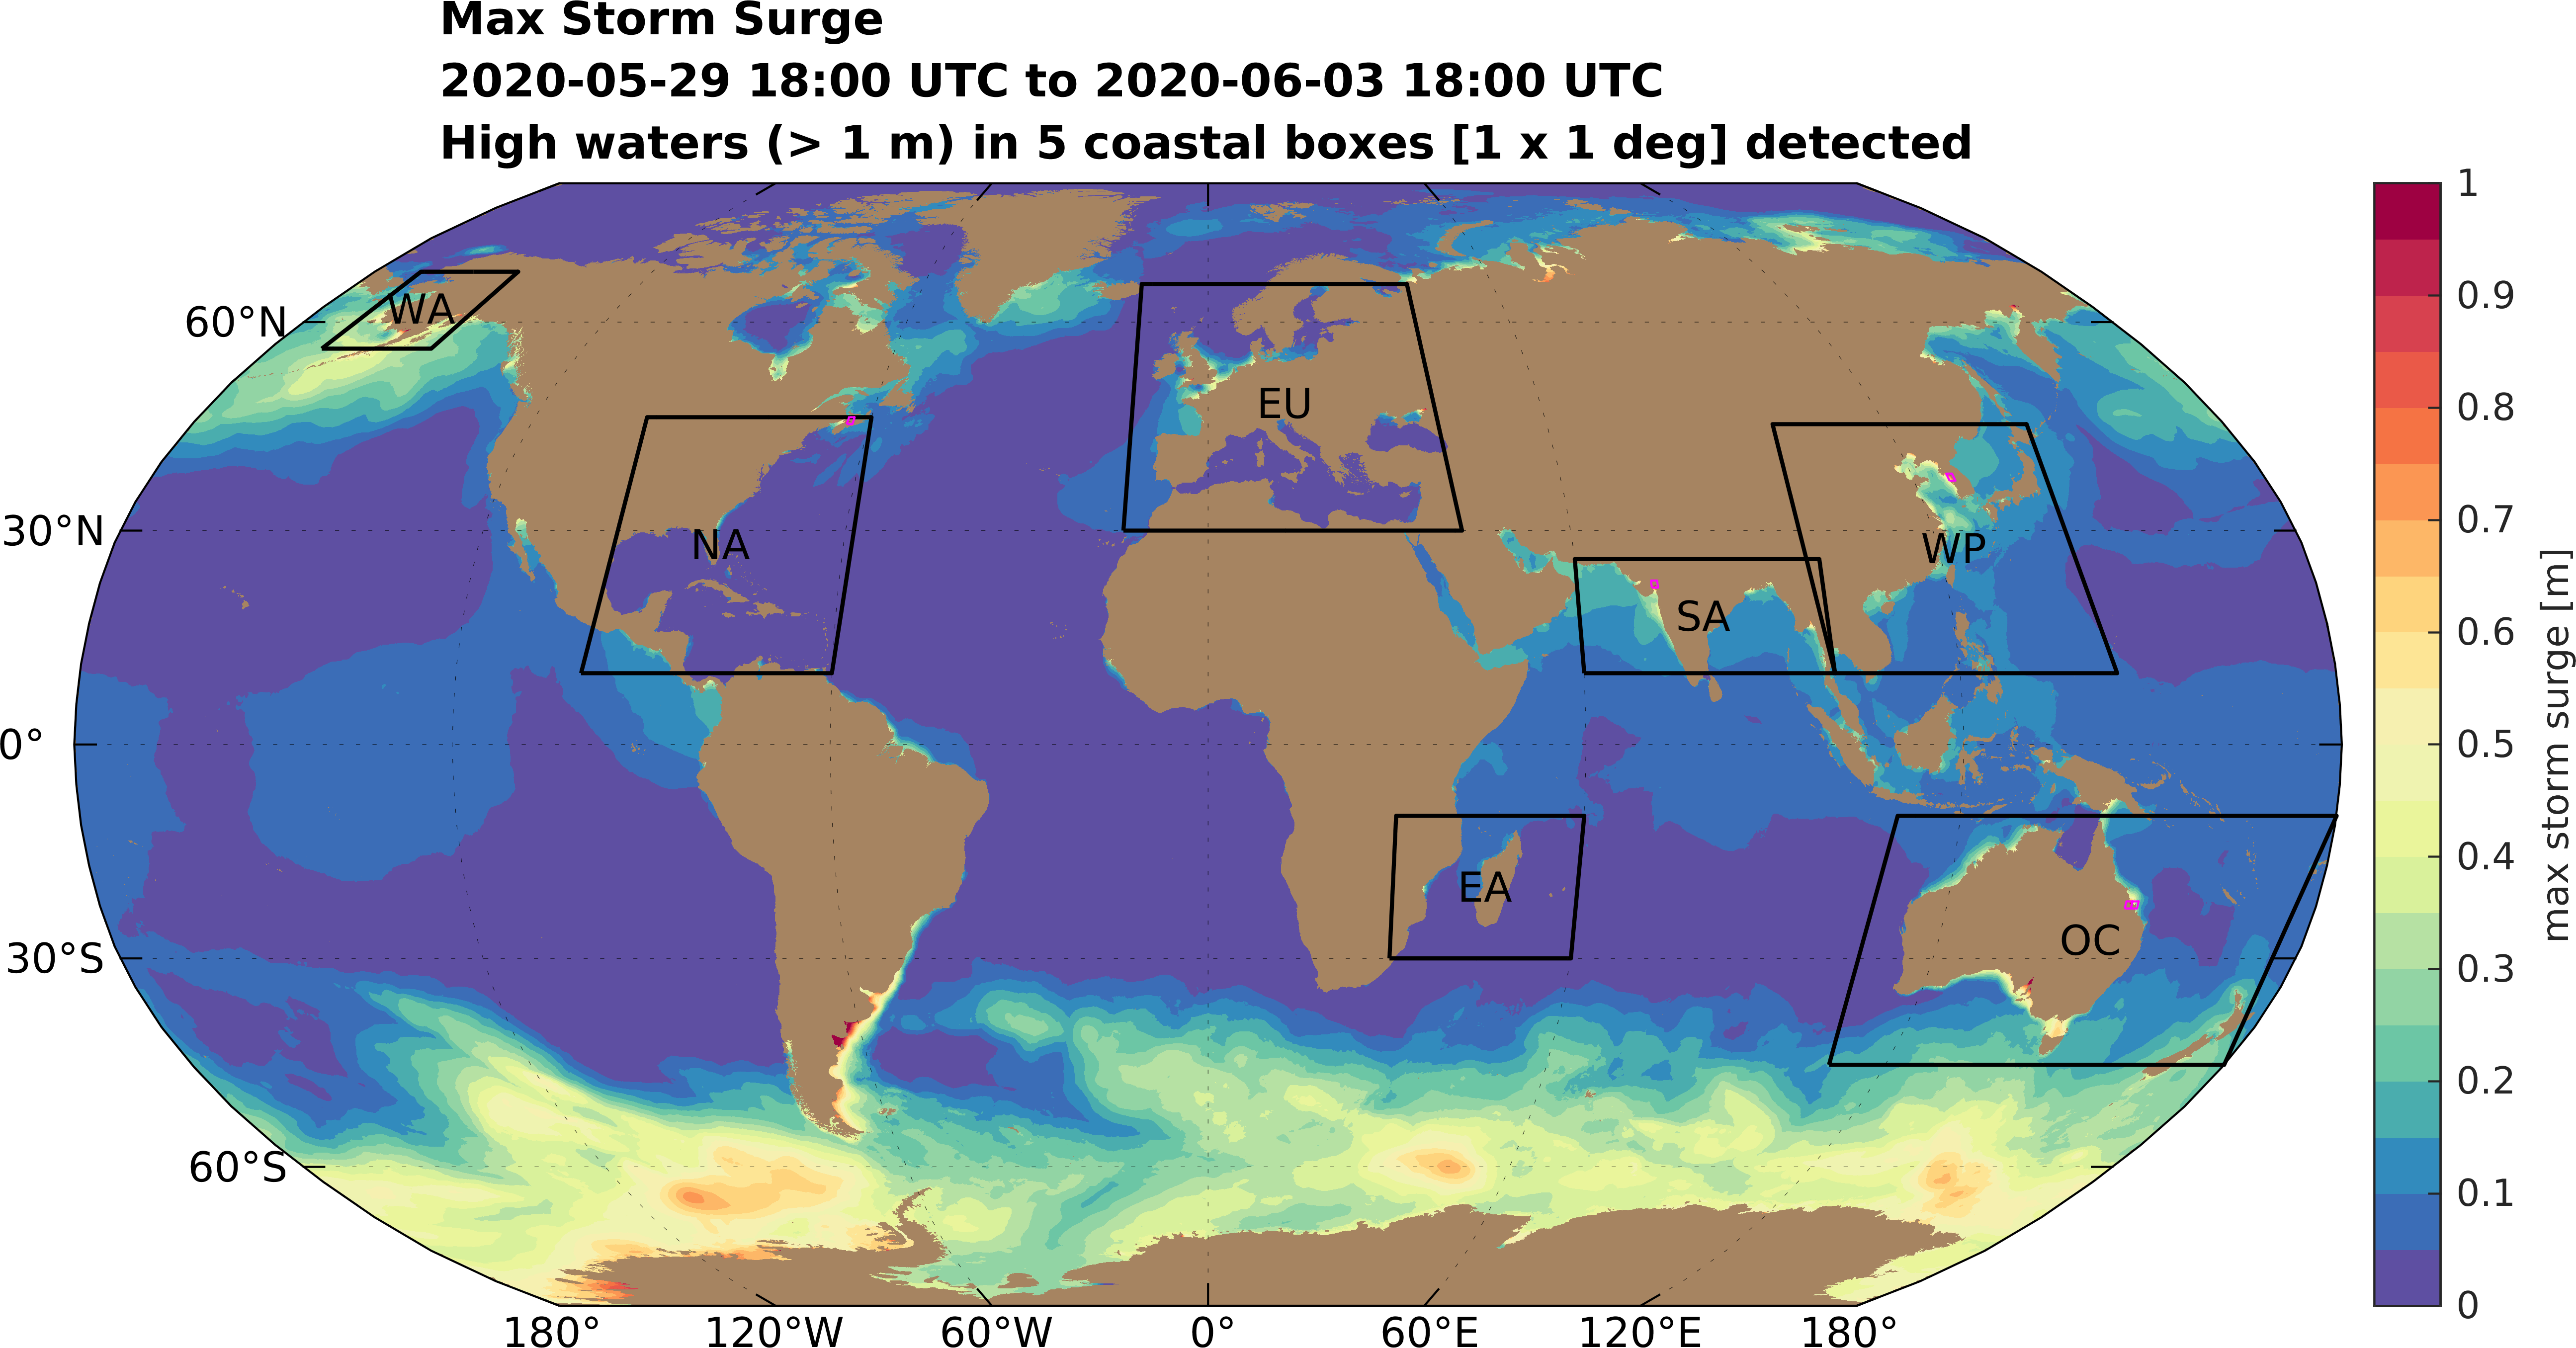 Max Storm Surge
2020-05-29 18:00 UTC to 2020-06-03 18:00 UTC
High waters (> 1 m) in 5 coastal boxes [1 x 1 deg] detected
60°N
30°N
0°
30°S
60°S
WA
NA
EU
SA
WP
EA
OC
180°
120°W
60°W
0°
60°E
120°E
180°
1
0.9
0.8
0.7
0.6
0.5
0.4
0.3
0.2
0.1
0
max storm surge [m]